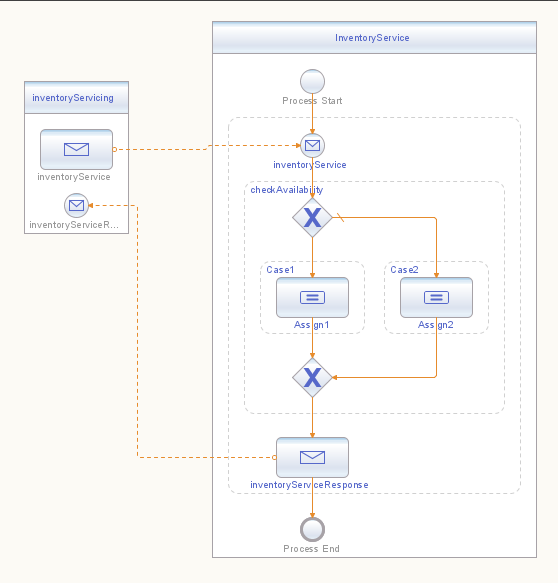 InventoryService
inventoryServicing
Process Start
inventoryService
inventoryService
checkAvailability
inventoryServiceR...
Case1
Case2
Assign1
Assign2
inventoryServiceResponse
Process End